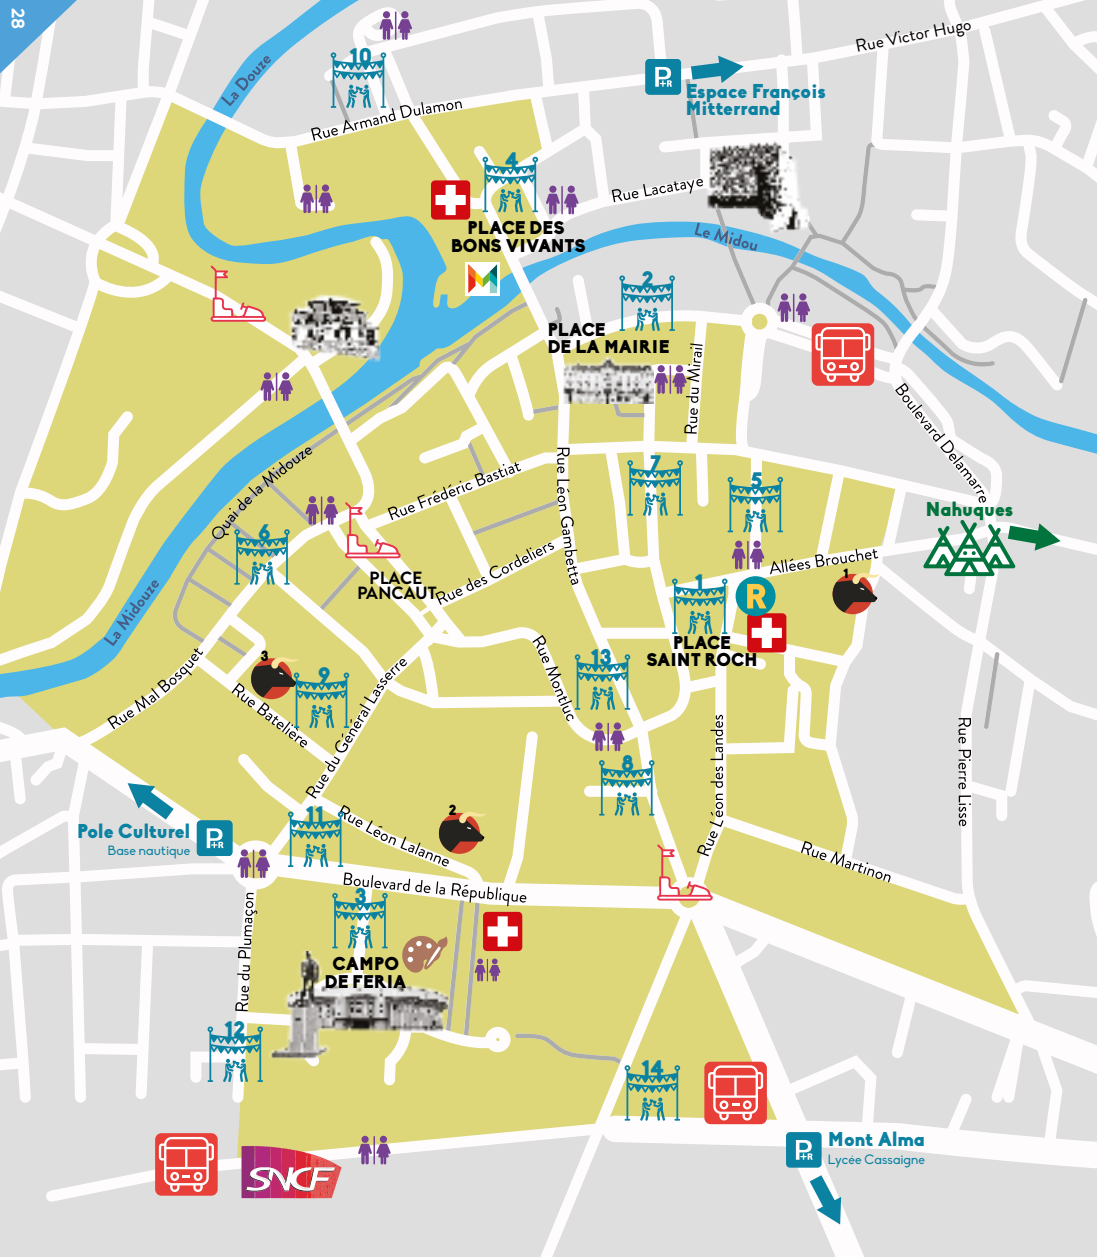 28
La Douze
10
Rue Victor Hugo
P+R
Espace François
Mitterrand
Rue Armand Dulamon
4
Rue Lacataye
PLACE DES
BONS VIVANTS
M
Le Midou
2
PLACE
DE LA MAIRIE
Rue du Mirail
Boulevard Delamarre
Rue Léon Gambetta
7
5
Quai de la Midouze
Rue Frédéric Bastiat
Nahuques
6
Allées Brouchet
Rue des Cordeliers
PLACE
PANCAUT
1
R
1
La Midouze
PLACE
SAINT ROCH
3
9
13
Rue Mal Bosquet
Rue Batelière
Rue du Général Lasserre
Rue Montluc
8
Rue Léon des Landes
Rue Pierre Lisse
Pole Culturel
Base nautique
P+R
11
Rue Léon Lalanne
2
Rue Martinon
Boulevard de la République
3
Rue du Plumaçon
CAMPO
DE FERIA
12
14
P+R
Mont Alma
Lycée Cassaigne
SNCF